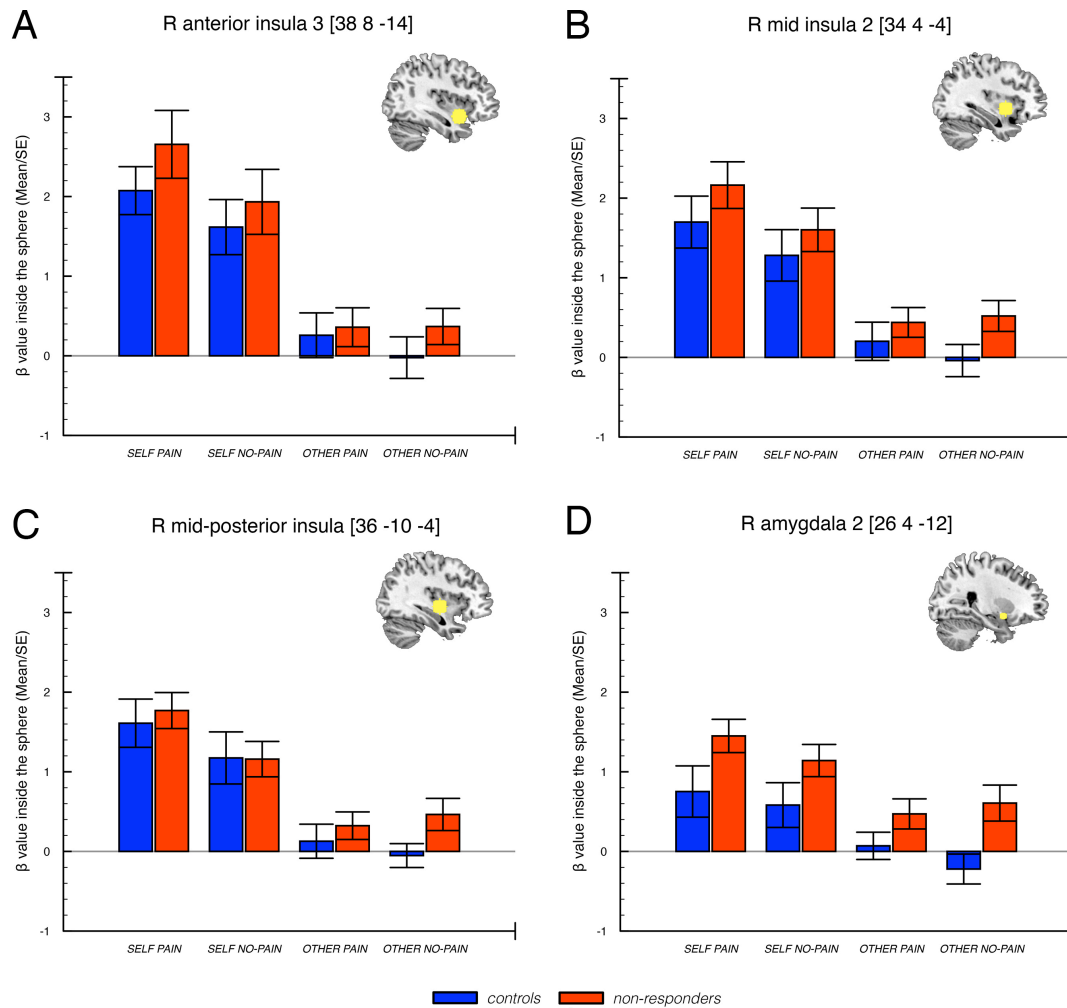 A
R anterior insula 3 [38 8 -14]
β value inside the sphere (Mean/SE)
3
2
1
0
-1
SELF PAIN
SELF NO-PAIN
OTHER PAIN
OTHER NO-PAIN
B
R mid insula 2 [34 4 -4]
β value inside the sphere (Mean/SE)
3
2
1
0
-1
SELF PAIN
SELF NO-PAIN
OTHER PAIN
OTHER NO-PAIN
C
R mid-posterior insula [36 -10 -4]
β value inside the sphere (Mean/SE)
3
2
1
0
-1
SELF PAIN
SELF NO-PAIN
OTHER PAIN
OTHER NO-PAIN
D
R amygdala 2 [26 4 -12]
β value inside the sphere (Mean/SE)
3
2
1
0
-1
SELF PAIN
SELF NO-PAIN
OTHER PAIN
OTHER NO-PAIN
controls
non-responders